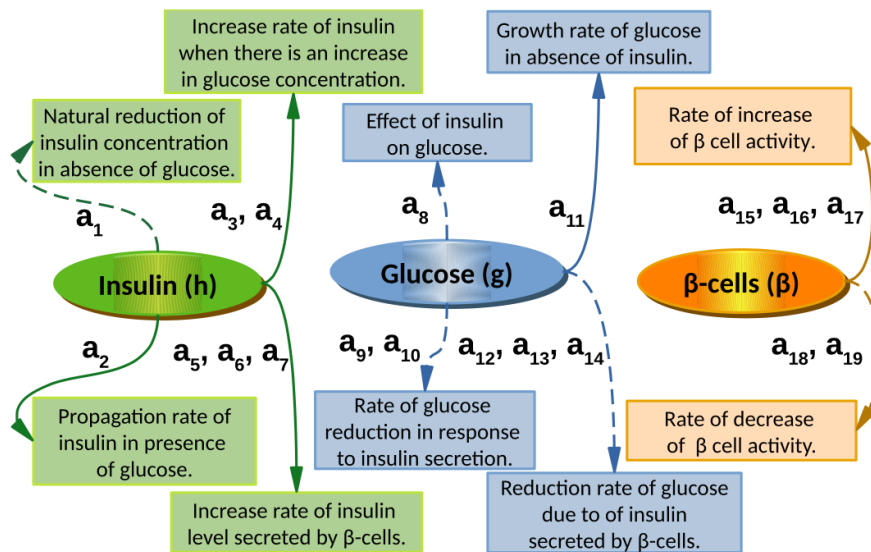 Increase rate of insulin
when there is an increase
in glucose concentration.
Growth rate of glucose
in absence of insulin.
Natural reduction of
insulin concentration
in absence of glucose.
Effect of insulin
on glucose.
Rate of increase
of β cell activity.
a1
a3, a4
a8
a11
a15, a16, a17
Insulin (h)
Glucose (g)
β-cells (β)
a2
a5, a6, a7
a9, a10
a12, a13, a14
a18, a19
Propagation rate of
insulin in presence
of glucose.
Rate of glucose
reduction in response
to insulin secretion.
Rate of decrease
of β cell activity.
Increase rate of insulin
level secreted by β-cells.
Reduction rate of glucose
due to of insulin
secreted by β-cells.